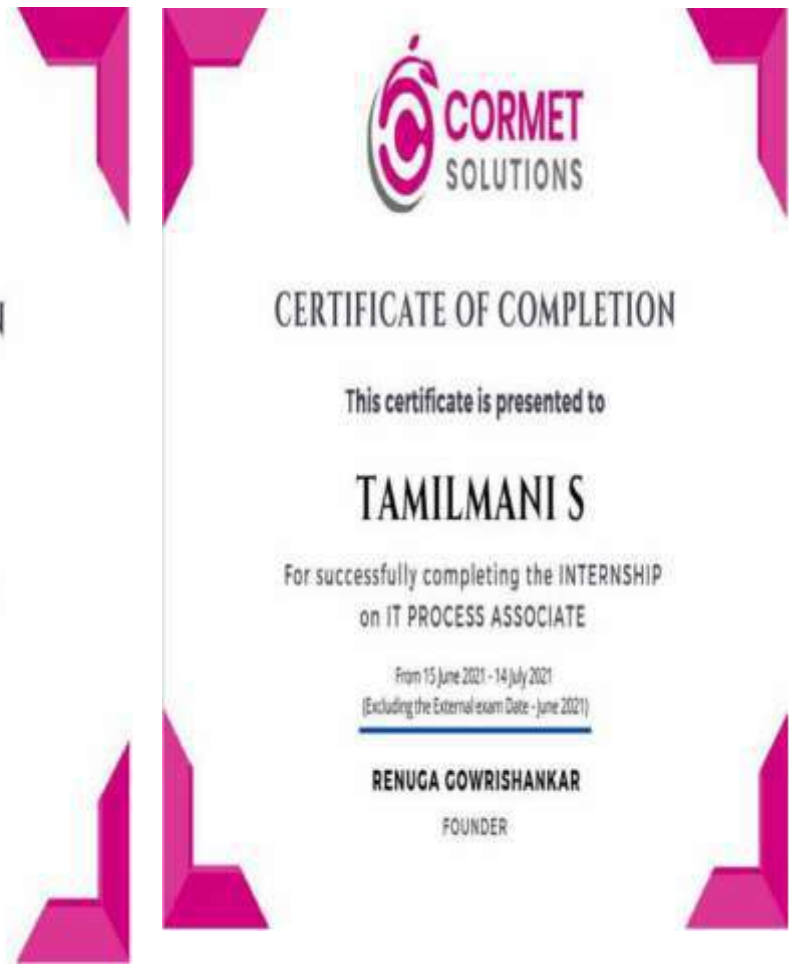 CORMET
SOLUTIONS
CERTIFICATE OF COMPLETION
This certificate is presented to
TAMILMANI S
For successfully completing the INTERNSHIP
on IT PROCESS ASSOCIATE
From 15 June 2021 - 14 July 2021
(Excluding the External exam Date - June 2021)
RENUGA GOWRISHANKAR
FOUNDER